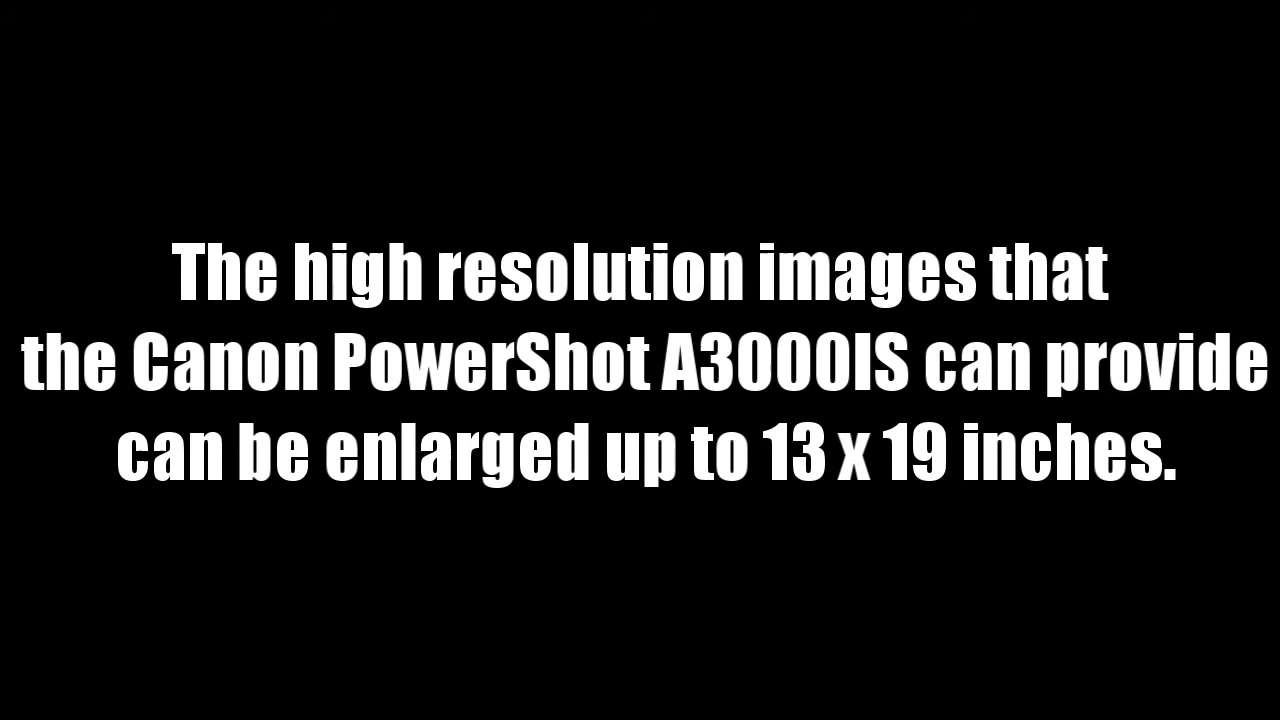 The high resolution images that
the Canon PowerShot A3000IS can provide
can be enlarged up to 13 x 19 inches.